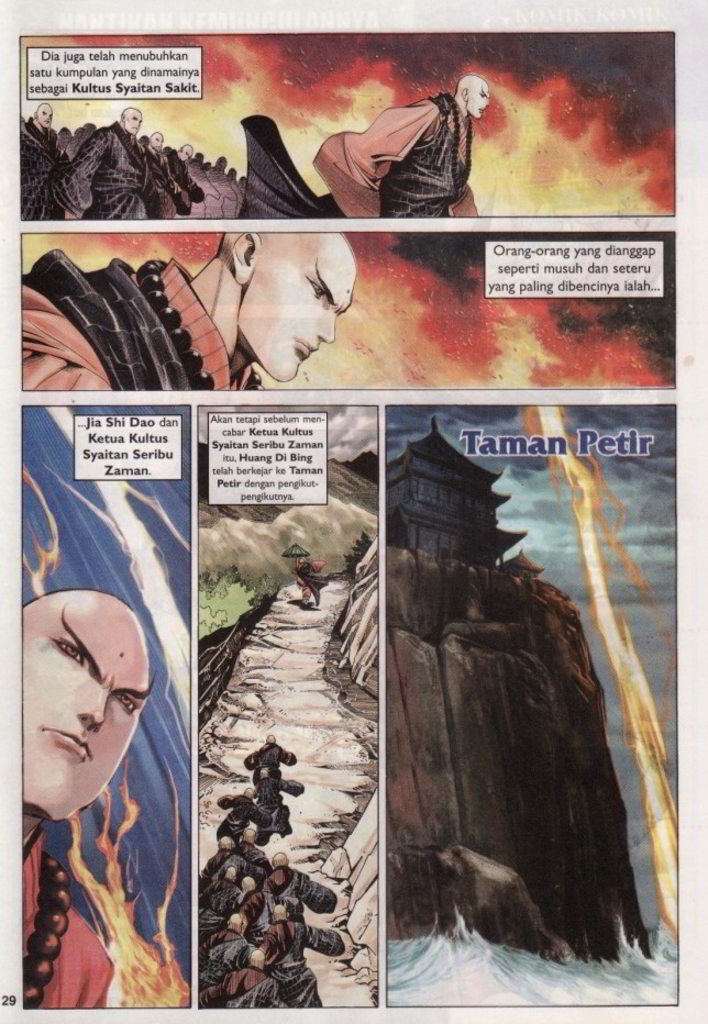 Dia juga telah menubuhkan
satu kumpulan yang dinamainya
sebagai Kultus Syaitan Sakit.
Orang-orang yang dianggap
seperti musuh dan seteru
yang paling dibencinya ialah...
...Jia Shi Dao dan
Ketua Kultus
Syaitan Seribu
Zaman.
Akan tetapi sebelum men-
cabar Ketua Kultus
Syaitan Seribu Zaman
itu, Huang Di Bing
telah berkejar ke Taman
Petir dengan pengikut-
pengikutnya.
Taman Petir
29